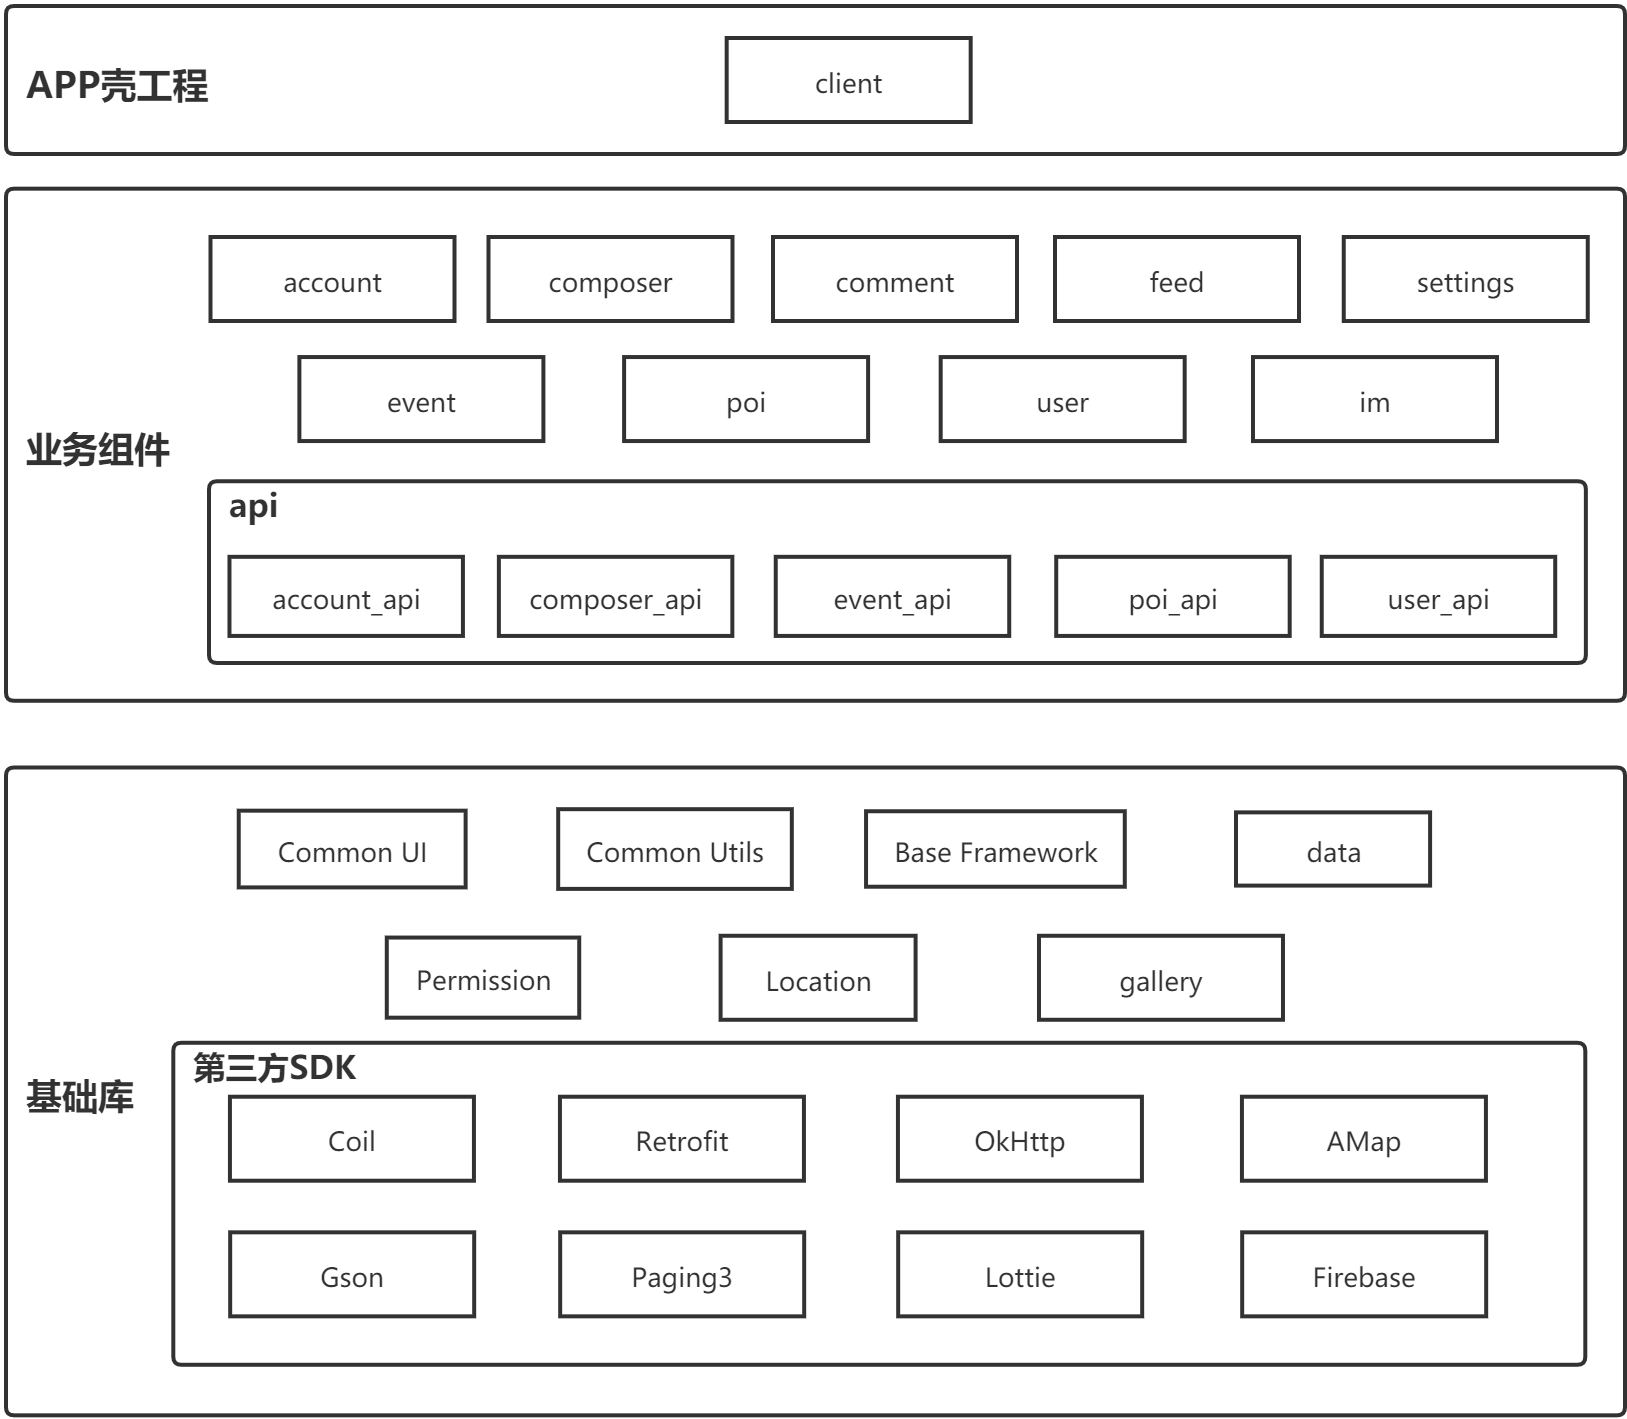 APP壳工程
client
account
composer
comment
feed
settings
event
poi
user
im
业务组件
api
account_api
composer_api
event_api
poi_api
user_api
Common UI
Common Utils
Base Framework
data
Permission
Location
gallery
基础库
第三方SDK
Coil
Retrofit
OkHttp
AMap
Gson
Paging3
Lottie
Firebase